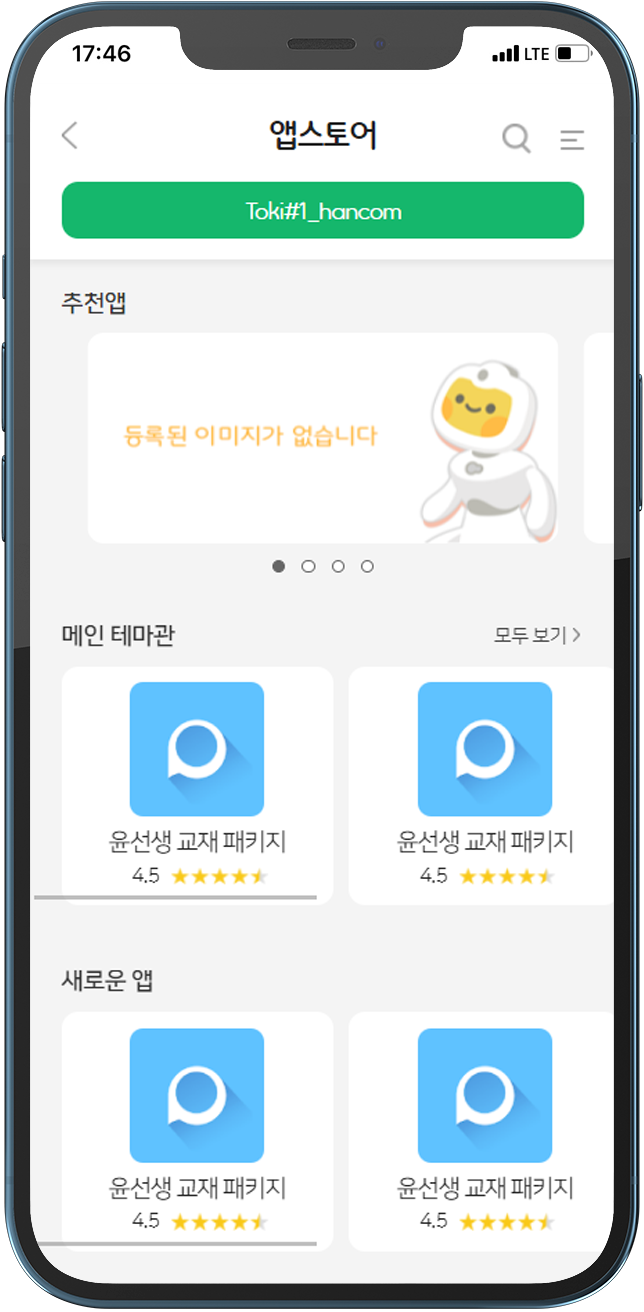 17:46
LTE
앱스토어
Toki#1_hancom
추천앱
등록된 이미지가 없습니다
메인 테마관
모두 보기
윤선생 교재 패키지
윤선생 교재 패키지
4.5
4.5
새로운 앱
윤선생 교재 패키지
윤선생 교재 패키지
4.5
4.5